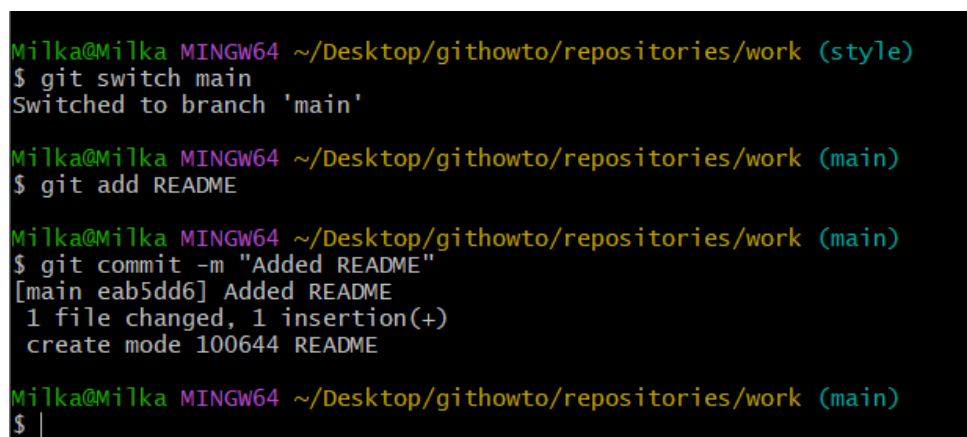 Milka@Milka MINGW64 ~/Desktop/githowto/repositories/work (style)
$ git switch main
Switched to branch 'main'
Milka@Milka MINGW64 ~/Desktop/githowto/repositories/work (main)
$ git add README
Milka@Milka MINGW64 ~/Desktop/githowto/repositories/work (main)
$ git commit -m "Added README"
[main eab5dd6] Added README
 1 file changed, 1 insertion(+)
 create mode 100644 README
Milka@Milka MINGW64 ~/Desktop/githowto/repositories/work (main)
$